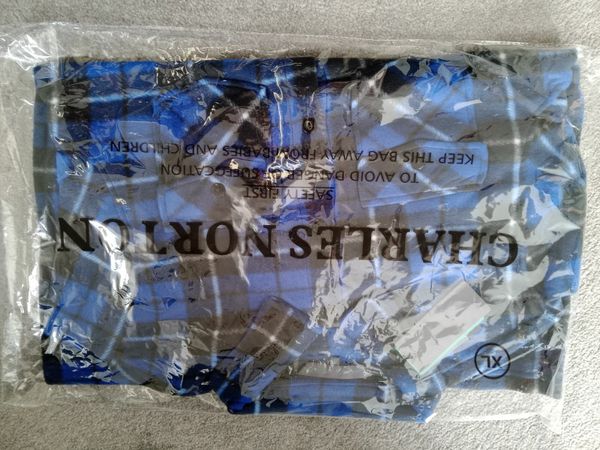 XL
CHARLES NORTON
SAFETY FIRST
TO AVOID DANGER OF SUFFOCATION
KEEP THIS BAG AWAY FROM BABIES AND CHILDREN